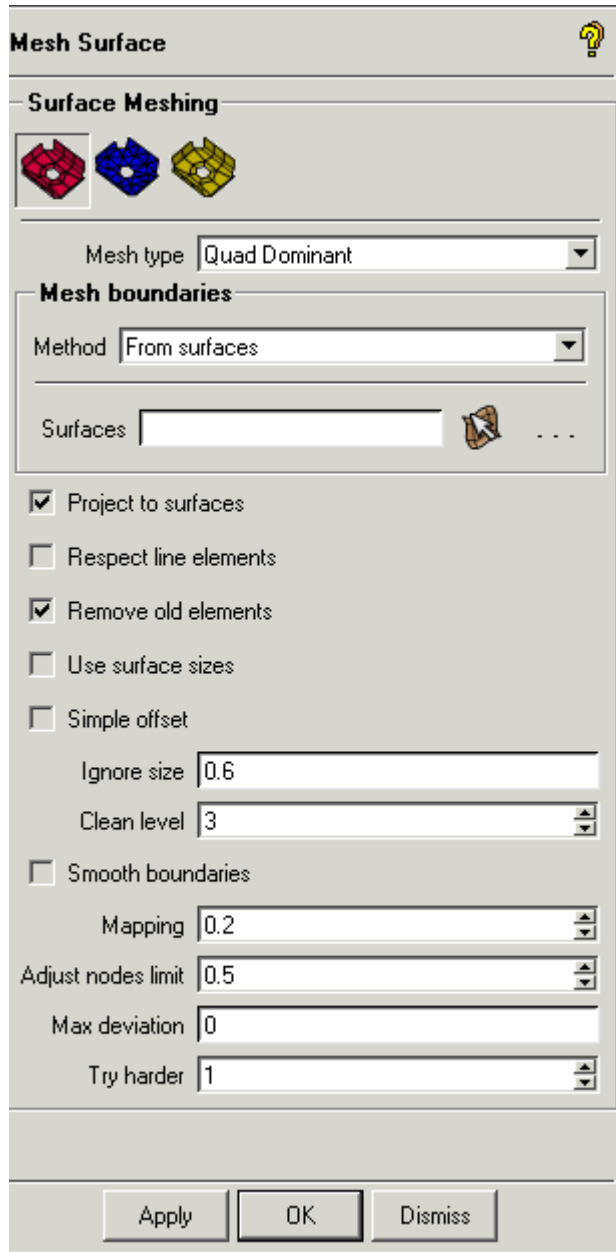 Mesh Surface
Surface Meshing
Mesh type Quad Dominant
Mesh boundaries
Method From surfaces
Surfaces ...
Project to surfaces
Respect line elements
Remove old elements
Use surface sizes
Simple offset
Ignore size 0.6
Clean level 3
Smooth boundaries
Mapping 0.2
Adjust nodes limit 0.5
Max deviation 0
Try harder 1
Apply OK Dismiss